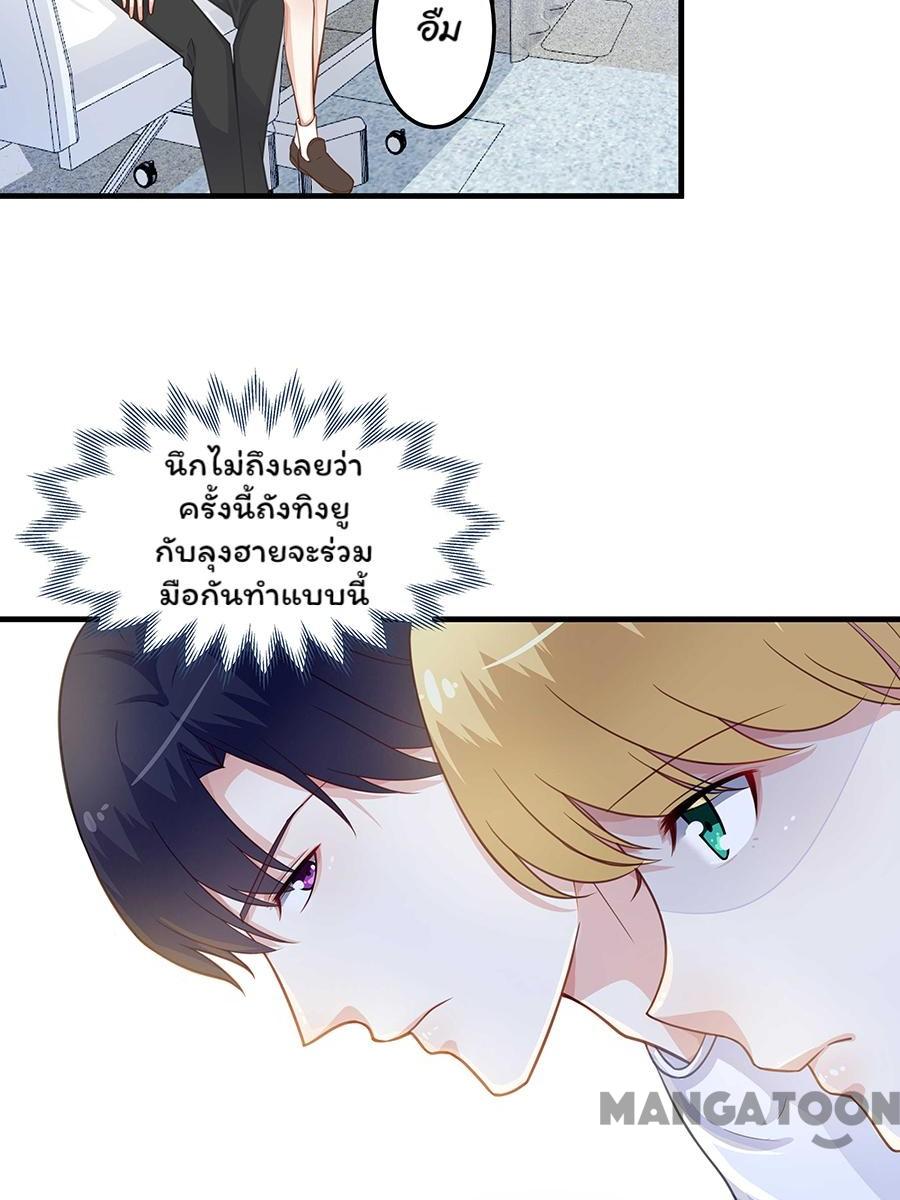 อืม
นึกไม่ถึงเลยว่า
ครั้งนี้ถังทิงยู
กับลุงฮายจะร่วม
มือกันทำแบบนี้
MANGATOON